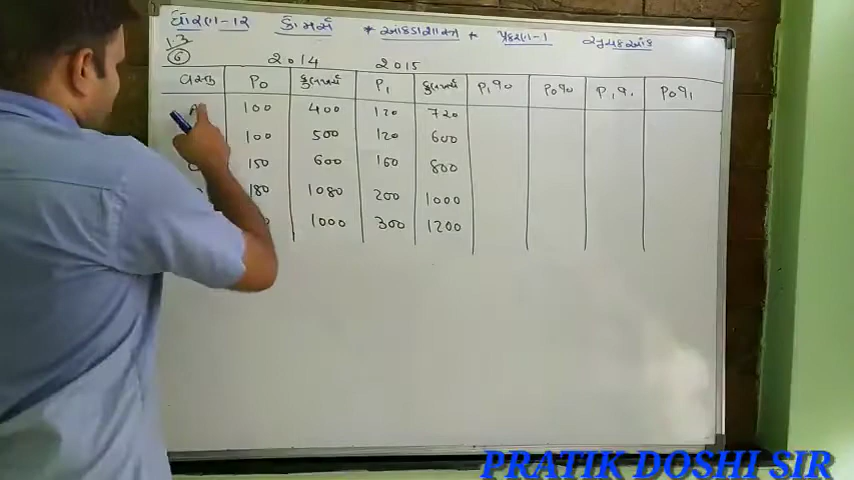 ધોરણ-૧૨ કોમર્સ * આંકડાશાસ્ત્ર * પ્રકરણ-૧ સૂચકઆંક
13
6
2014 2015
વસ્તુ P0 કુલખર્ચ P1 કુલખર્ચ P1q0 P0q0 P1q1 P0q1
A 100 400 120 720
100 500 120 600
150 600 160 800
180 1080 200 1000
1000 300 1200
PRATIK DOSHI SIR